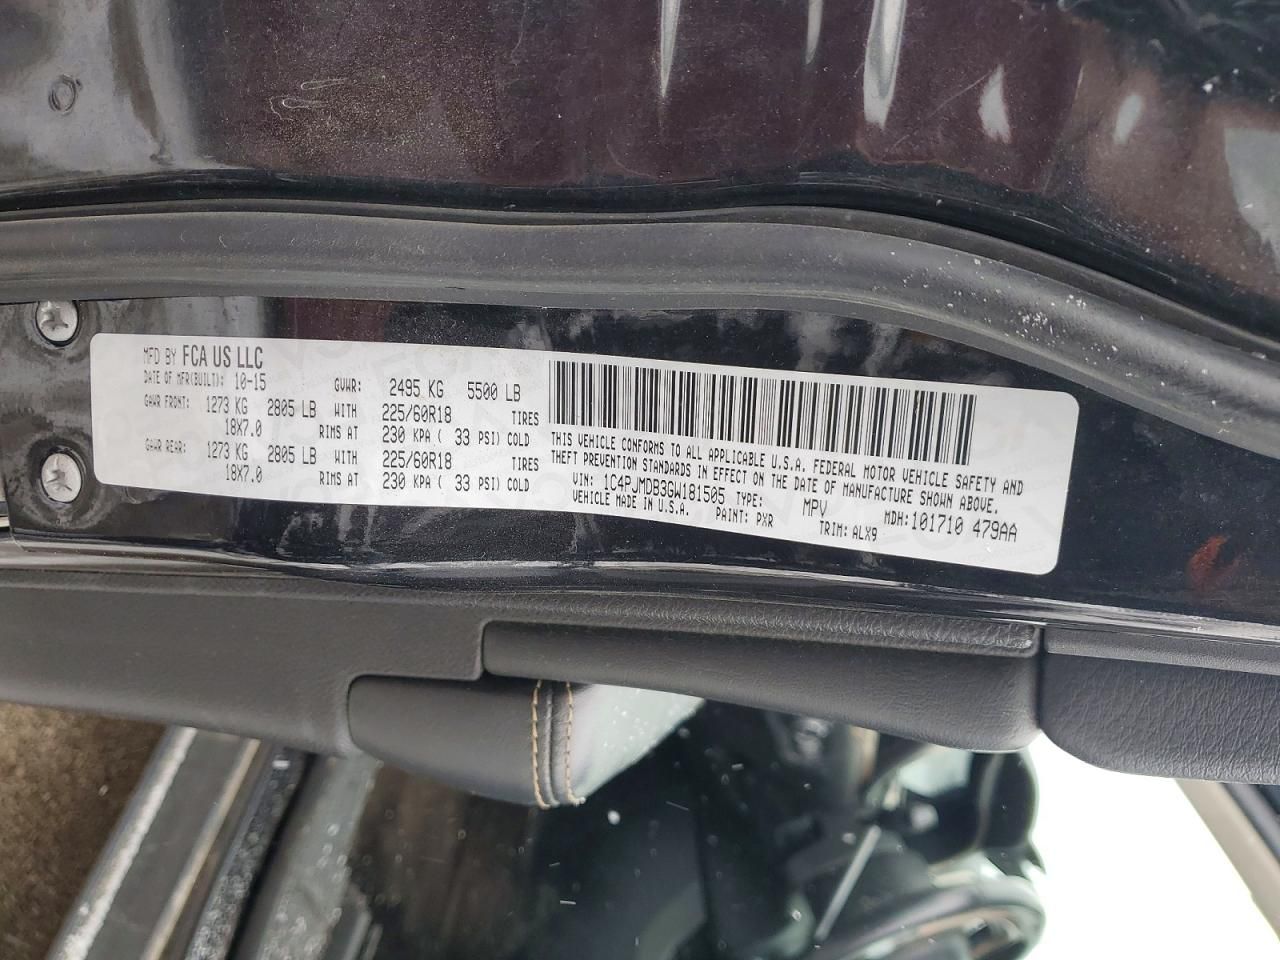 MFD BY FCA US LLC
DATE OF MFR(BUILT): 10-15 GVWR: 2495 KG 5500 LB
GAWR FRONT: 1273 KG 2805 LB WITH 225/60R18 TIRES
18X7.0 RIMS AT 230 KPA ( 33 PSI) COLD
GAWR REAR: 1273 KG 2805 LB WITH 225/60R18 TIRES
18X7.0 RIMS AT 230 KPA ( 33 PSI) COLD
THIS VEHICLE CONFORMS TO ALL APPLICABLE U.S.A. FEDERAL MOTOR VEHICLE SAFETY AND
THEFT PREVENTION STANDARDS IN EFFECT ON THE DATE OF MANUFACTURE SHOWN ABOVE.
VIN: 1C4PJMDB3GW181505 TYPE: MPV MDH:101710 479AA
VEHICLE MADE IN U.S.A. PAINT: PXR TRIM: ALX9